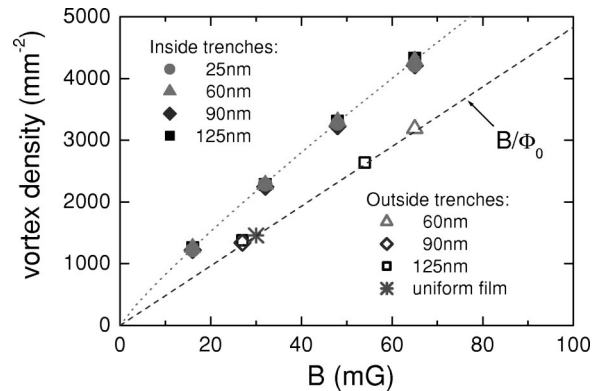 5000
4000
3000
2000
1000
0
vortex density (mm⁻²)
Inside trenches:
25nm
60nm
90nm
125nm
B/Φ₀
Outside trenches:
60nm
90nm
125nm
uniform film
0 20 40 60 80 100
B (mG)